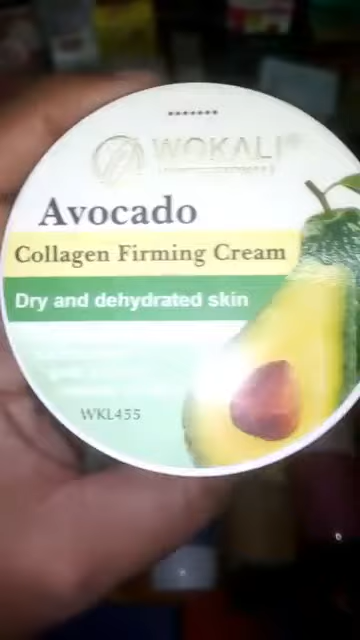 WOKALI®
Avocado
Collagen Firming Cream
Dry and dehydrated skin
WKL455